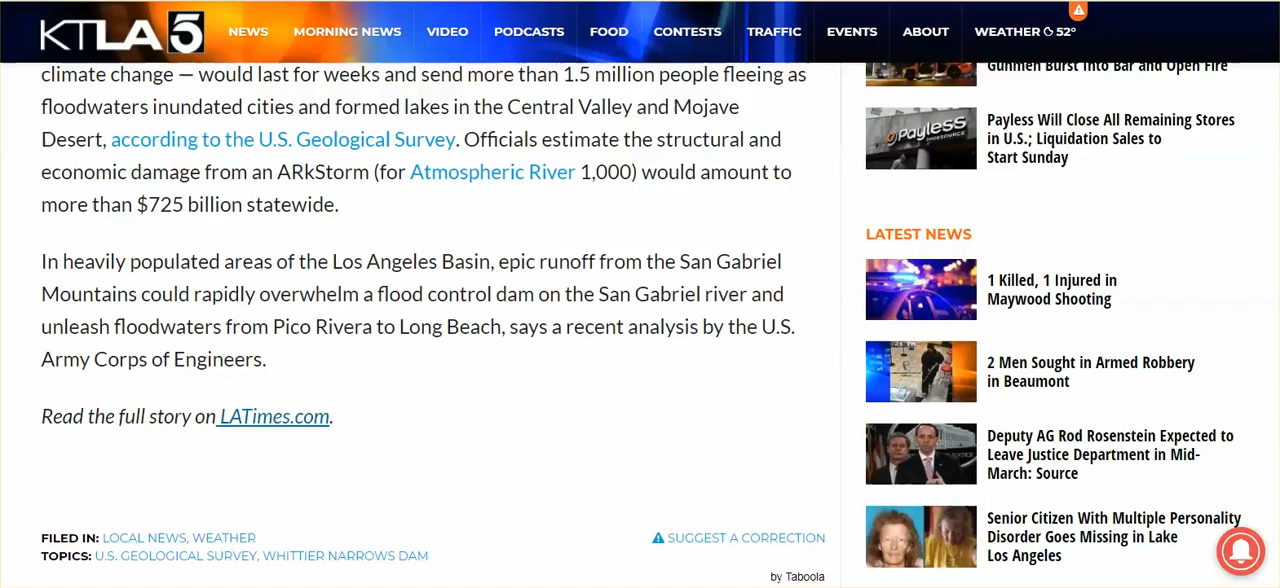 KTLA 5
NEWS MORNING NEWS VIDEO PODCASTS FOOD CONTESTS TRAFFIC EVENTS ABOUT WEATHER 52°
climate change — would last for weeks and send more than 1.5 million people fleeing as
floodwaters inundated cities and formed lakes in the Central Valley and Mojave
Desert, according to the U.S. Geological Survey. Officials estimate the structural and
economic damage from an ARkStorm (for Atmospheric River 1,000) would amount to
more than $725 billion statewide.
In heavily populated areas of the Los Angeles Basin, epic runoff from the San Gabriel
Mountains could rapidly overwhelm a flood control dam on the San Gabriel river and
unleash floodwaters from Pico Rivera to Long Beach, says a recent analysis by the U.S.
Army Corps of Engineers.
Read the full story on LATimes.com.
FILED IN: LOCAL NEWS, WEATHER
TOPICS: U.S. GEOLOGICAL SURVEY, WHITTIER NARROWS DAM
SUGGEST A CORRECTION
by Taboola
Gunmen Burst Into Bar and Open Fire
Payless
SHOESOURCE
Payless Will Close All Remaining Stores
in U.S.; Liquidation Sales to
Start Sunday
LATEST NEWS
1 Killed, 1 Injured in
Maywood Shooting
2 Men Sought in Armed Robbery
in Beaumont
Deputy AG Rod Rosenstein Expected to
Leave Justice Department in Mid-
March: Source
Senior Citizen With Multiple Personality
Disorder Goes Missing in Lake
Los Angeles